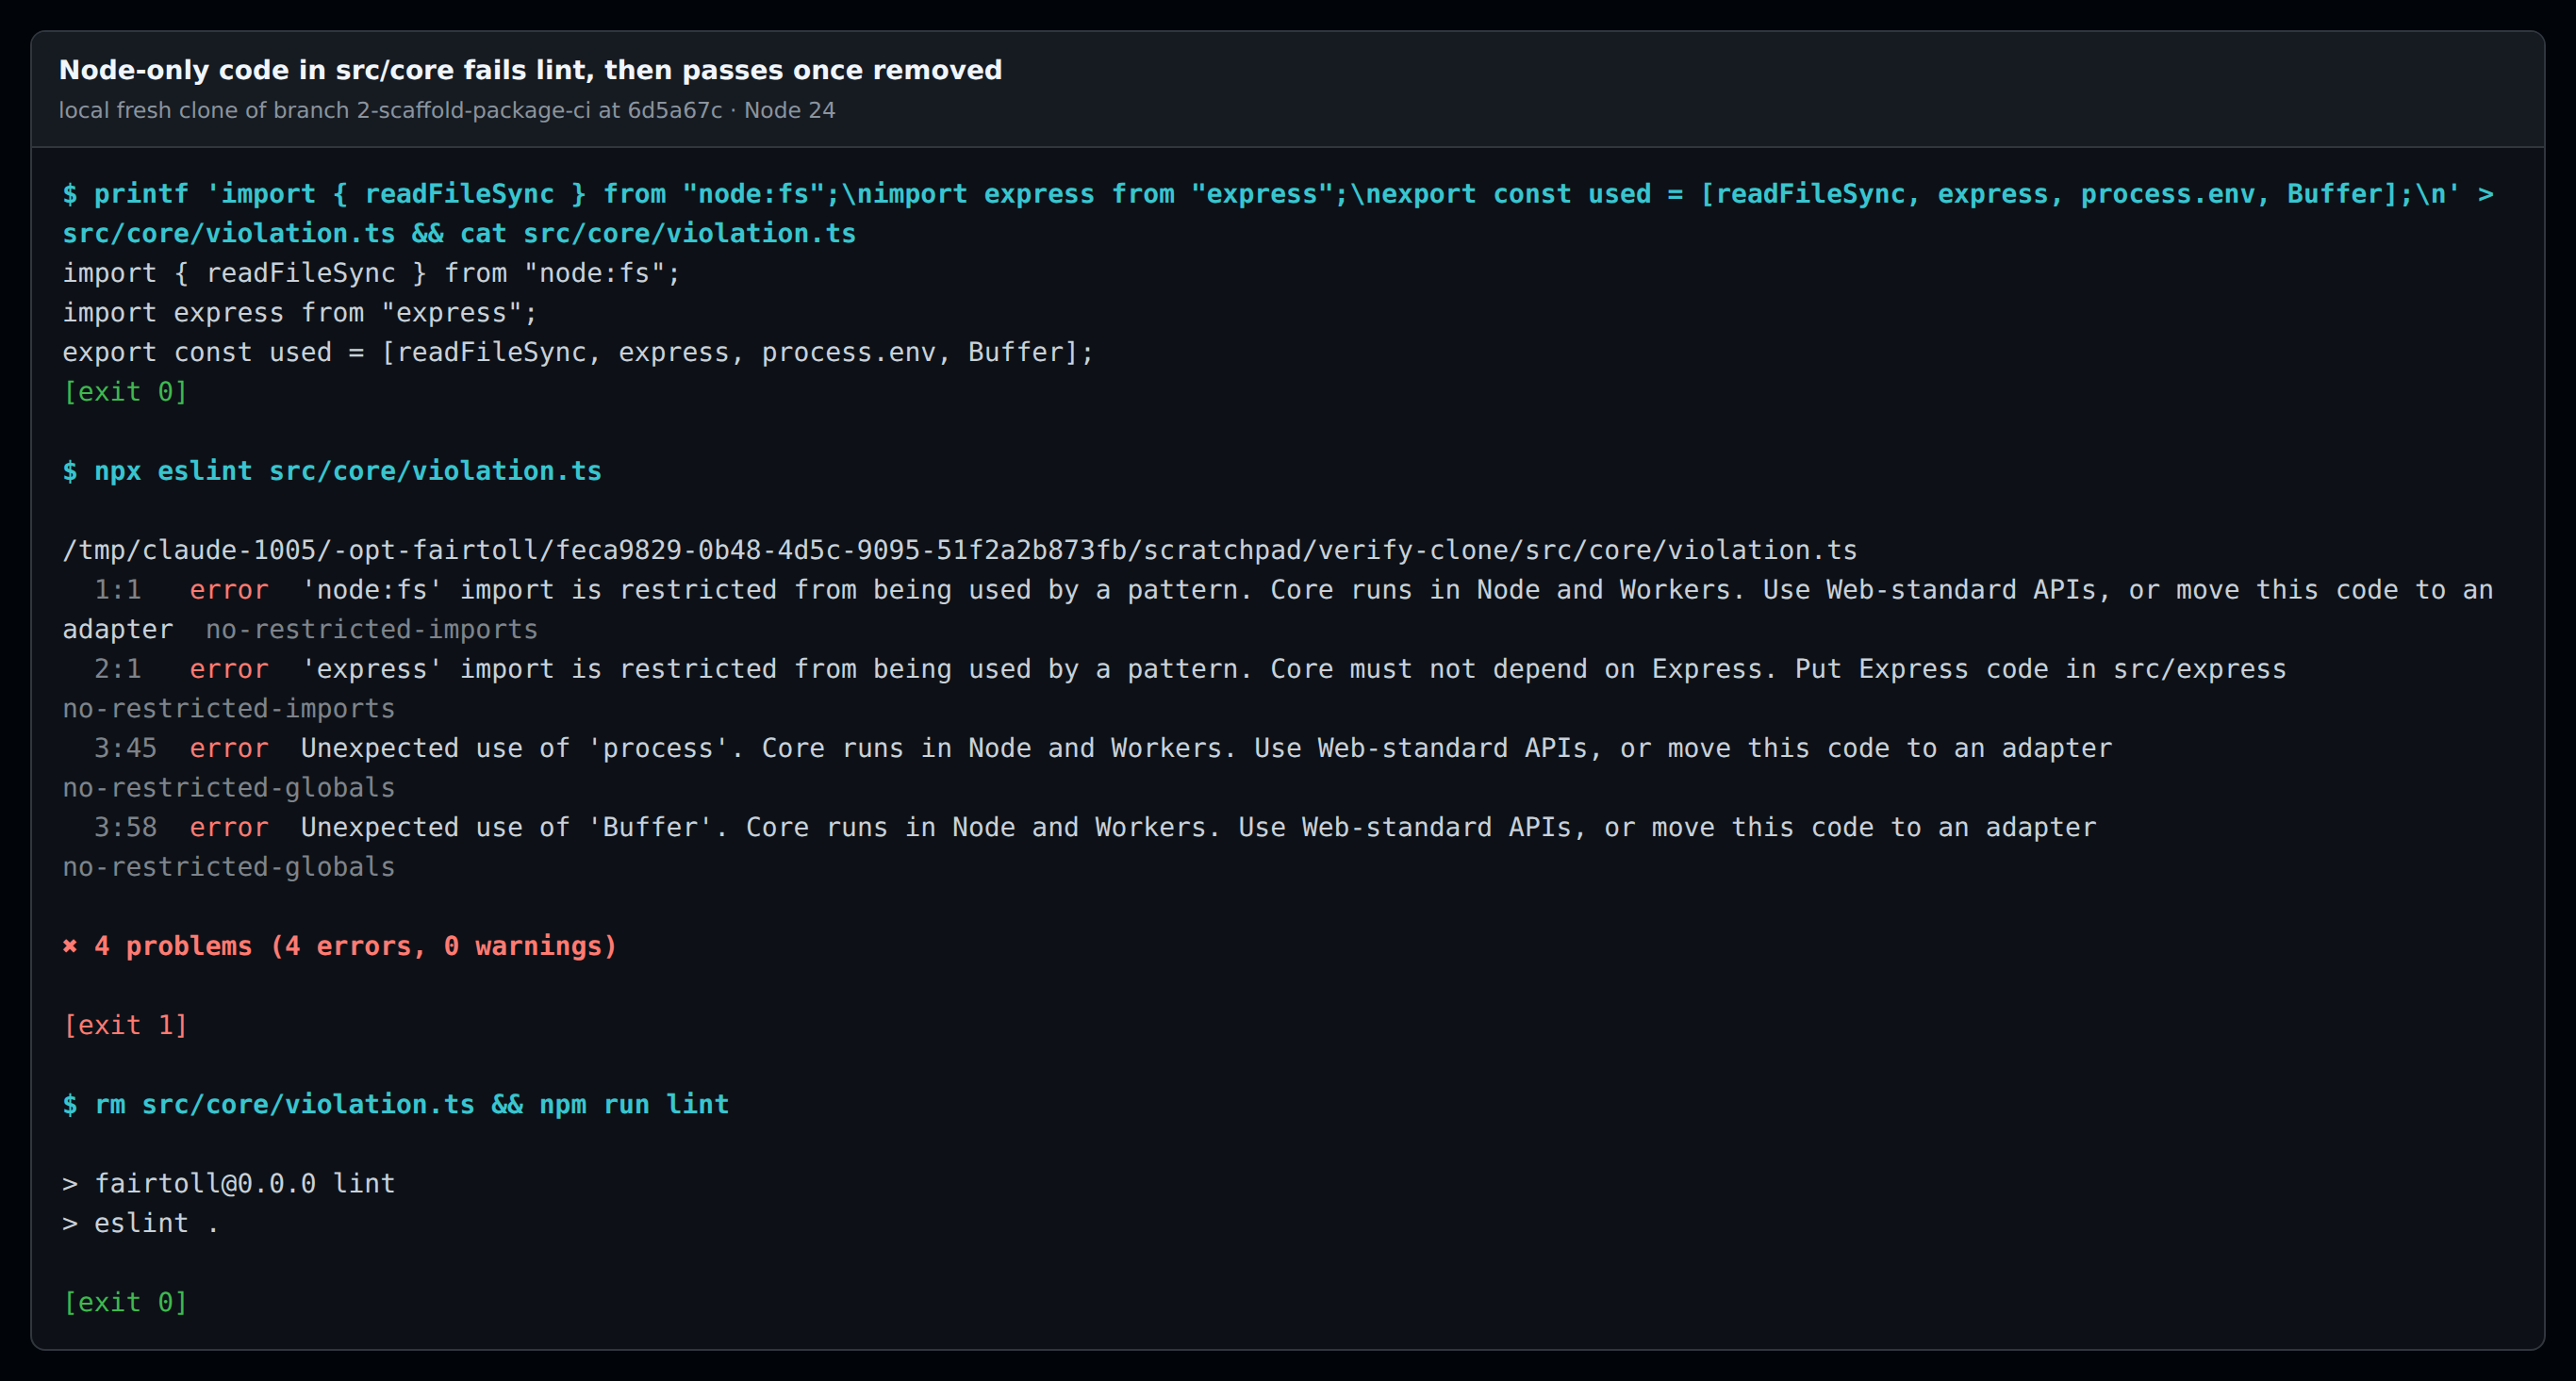 Node-only code in src/core fails lint, then passes once removed
local fresh clone of branch 2-scaffold-package-ci at 6d5a67c · Node 24
$ printf 'import { readFileSync } from "node:fs";\nimport express from "express";\nexport const used = [readFileSync, express, process.env, Buffer];\n' >
src/core/violation.ts && cat src/core/violation.ts
import { readFileSync } from "node:fs";
import express from "express";
export const used = [readFileSync, express, process.env, Buffer];
[exit 0]
$ npx eslint src/core/violation.ts
/tmp/claude-1005/-opt-fairtoll/feca9829-0b48-4d5c-9095-51f2a2b873fb/scratchpad/verify-clone/src/core/violation.ts
1:1 error 'node:fs' import is restricted from being used by a pattern. Core runs in Node and Workers. Use Web-standard APIs, or move this code to an
adapter no-restricted-imports
2:1 error 'express' import is restricted from being used by a pattern. Core must not depend on Express. Put Express code in src/express
no-restricted-imports
3:45 error Unexpected use of 'process'. Core runs in Node and Workers. Use Web-standard APIs, or move this code to an adapter
no-restricted-globals
3:58 error Unexpected use of 'Buffer'. Core runs in Node and Workers. Use Web-standard APIs, or move this code to an adapter
no-restricted-globals
✖ 4 problems (4 errors, 0 warnings)
[exit 1]
$ rm src/core/violation.ts && npm run lint
> fairtoll@0.0.0 lint
> eslint .
[exit 0]